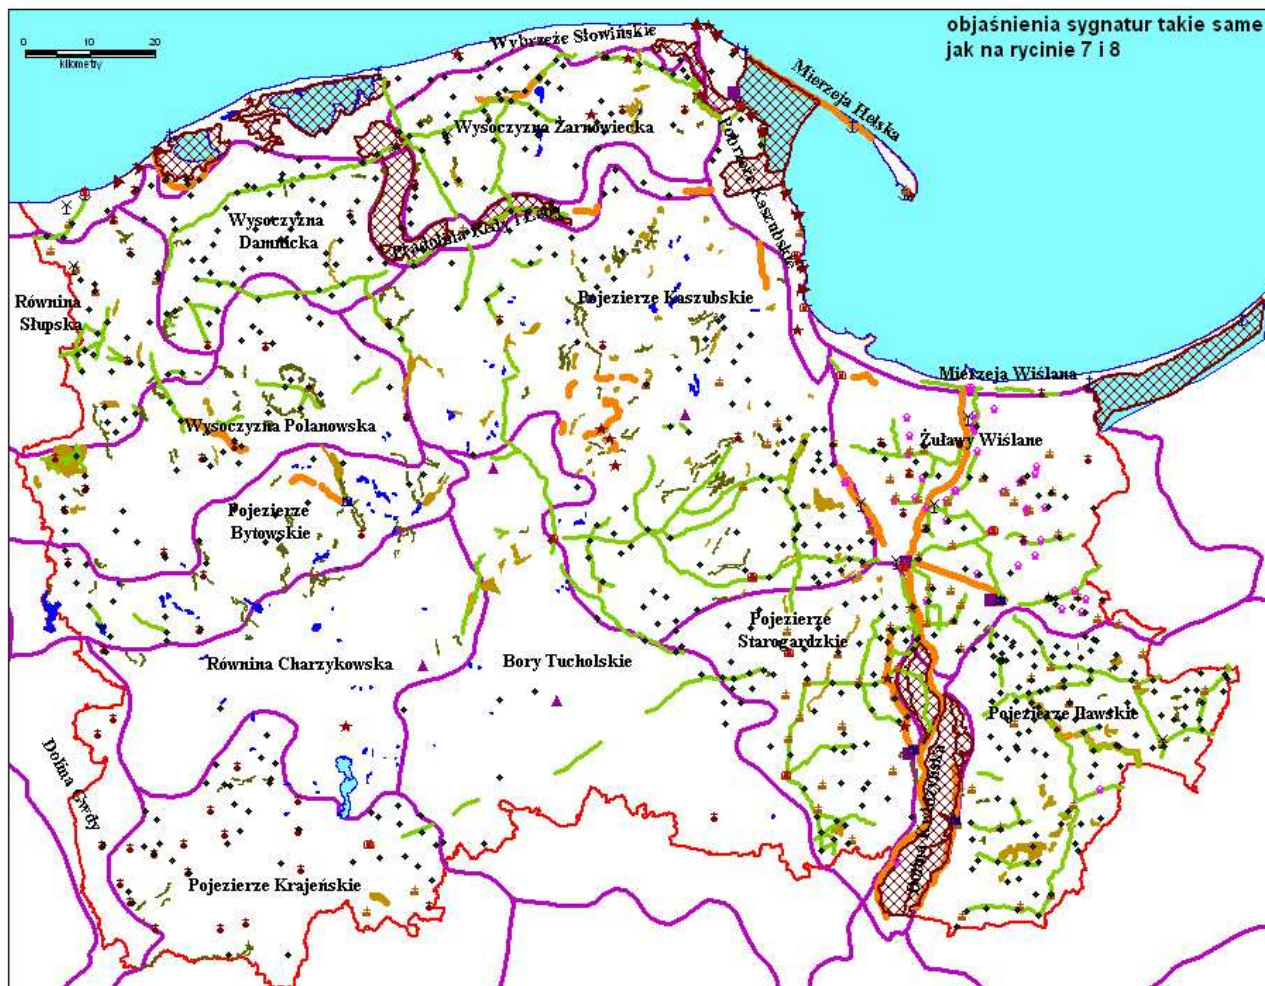 objaśnienia sygnatur takie same
jak na rycinie 7 i 8
0 10 20
kilometry
Wybrzeże Słowińskie
Mierzeja Helska
Wysoczyzna Żarnowiecka
Pobrzeże Kaszubskie
Wysoczyzna
Damnicka
Pradolina Redy i Łeby
Równina
Słupska
Pojezierze Kaszubskie
Mierzeja Wiślana
Wysoczyzna Polanowska
Żuławy Wiślane
Pojezierze
Bytowskie
Pojezierze
Starogardzkie
Równina Charzykowska
Bory Tucholskie
Pojezierze Iławskie
Dolina Gwdy
Dolina Kwidzyńska
Pojezierze Krajeńskie